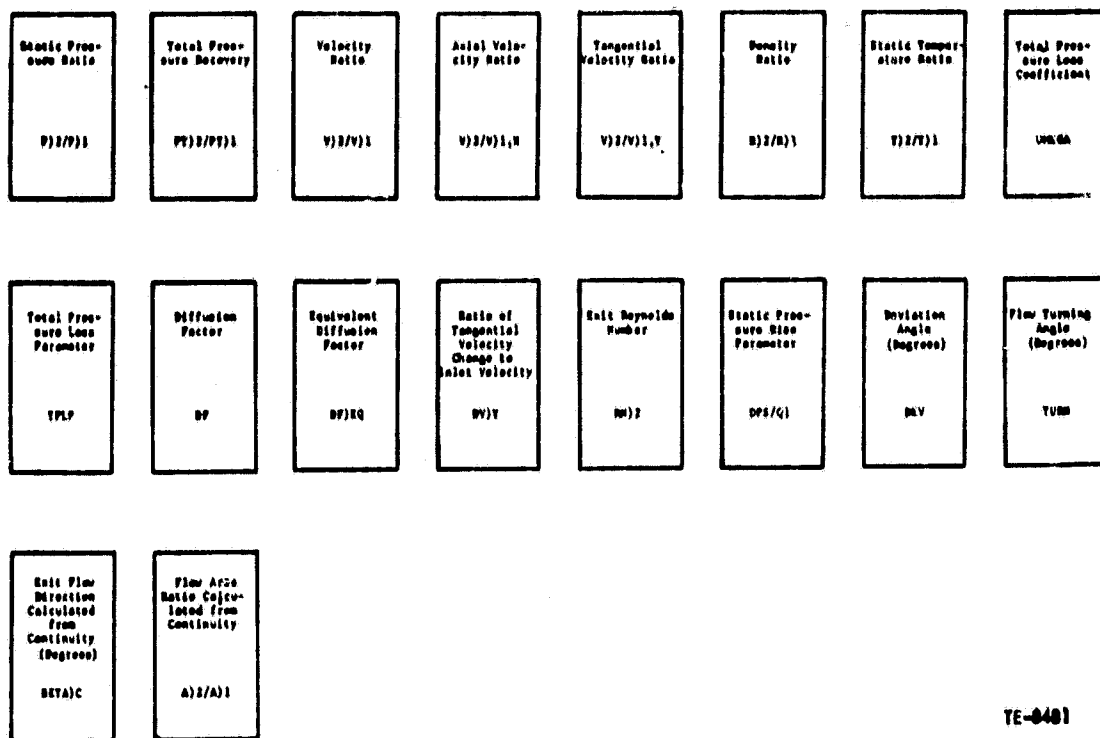 Static Pres-
sure Ratio
P)2/P)1
Total Pres-
sure Recovery
PT)2/PT)1
Velocity
Ratio
V)2/V)1
Axial Velo-
city Ratio
V)2/V)1,N
Tangential
Velocity Ratio
V)2/V)1,T
Density
Ratio
R)2/R)1
Static Temper-
ature Ratio
T)2/T)1
Total Pres-
sure Loss
Coefficient
OMEGA
Total Pres-
sure Loss
Parameter
TPLP
Diffusion
Factor
DF
Equivalent
Diffusion
Factor
DF)EQ
Ratio of
Tangential
Velocity
Change to
Inlet Velocity
DV)T
Exit Reynolds
Number
RN)2
Static Pres-
sure Rise
Parameter
DPS/Q1
Deviation
Angle
(Degrees)
DEV
Flow Turning
Angle
(Degrees)
TURN
Exit Flow
Direction
Calculated
from
Continuity
(Degrees)
BETA)C
Flow Area
Ratio Calcu-
lated from
Continuity
A)2/A)1
TE-8481